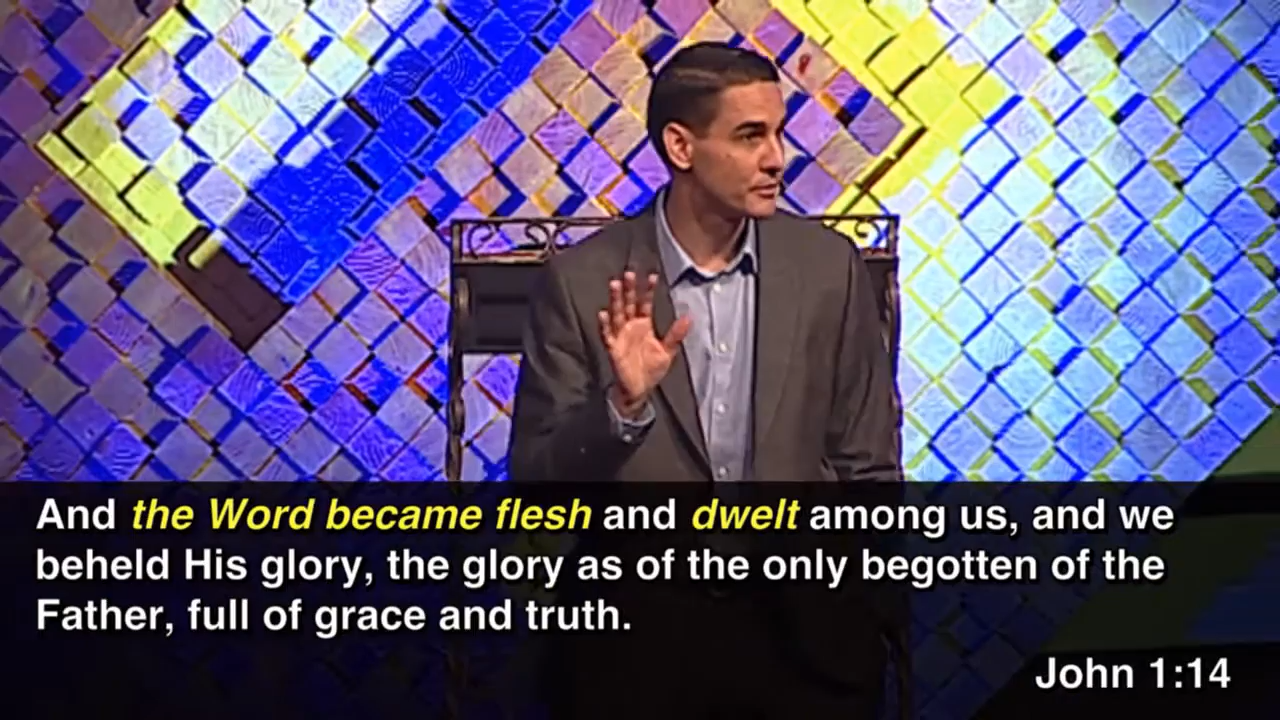 And the Word became flesh and dwelt among us, and we
beheld His glory, the glory as of the only begotten of the
Father, full of grace and truth.
John 1:14